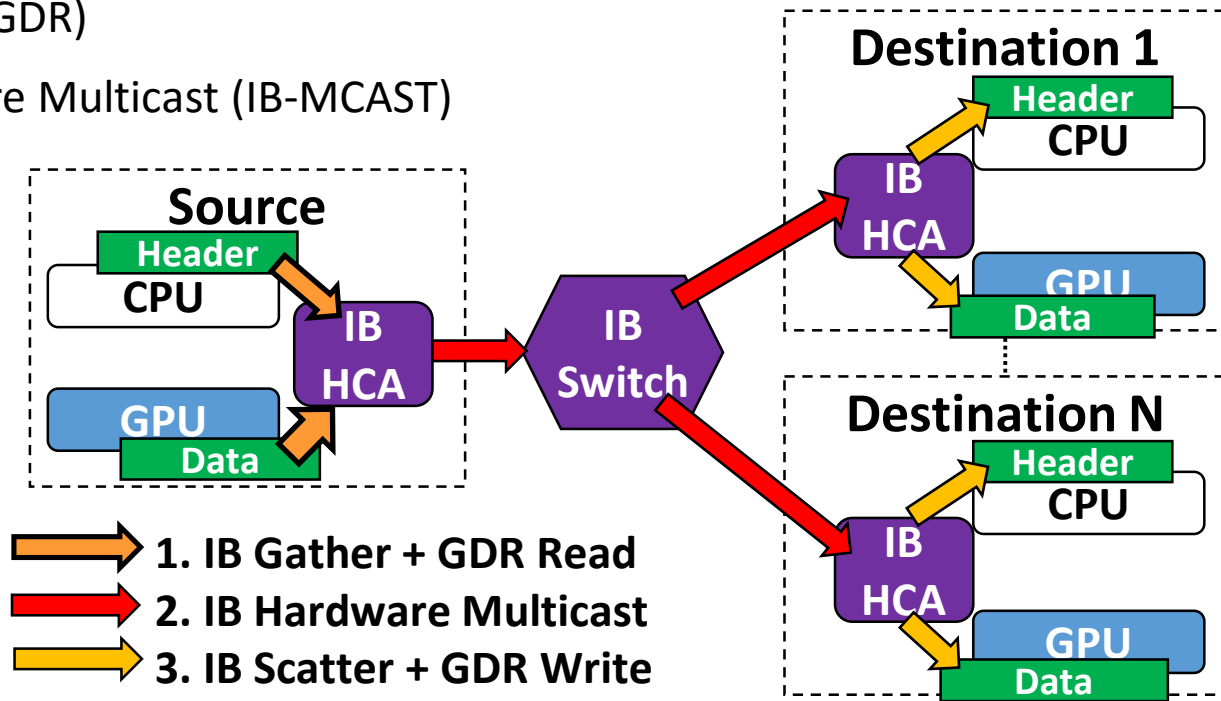 GDR)
re Multicast (IB-MCAST)
Source
Header
CPU
IB
HCA
GPU
Data
IB
Switch
Destination 1
Header
CPU
IB
HCA
GPU
Data
Destination N
Header
CPU
IB
HCA
GPU
Data
1. IB Gather + GDR Read
2. IB Hardware Multicast
3. IB Scatter + GDR Write